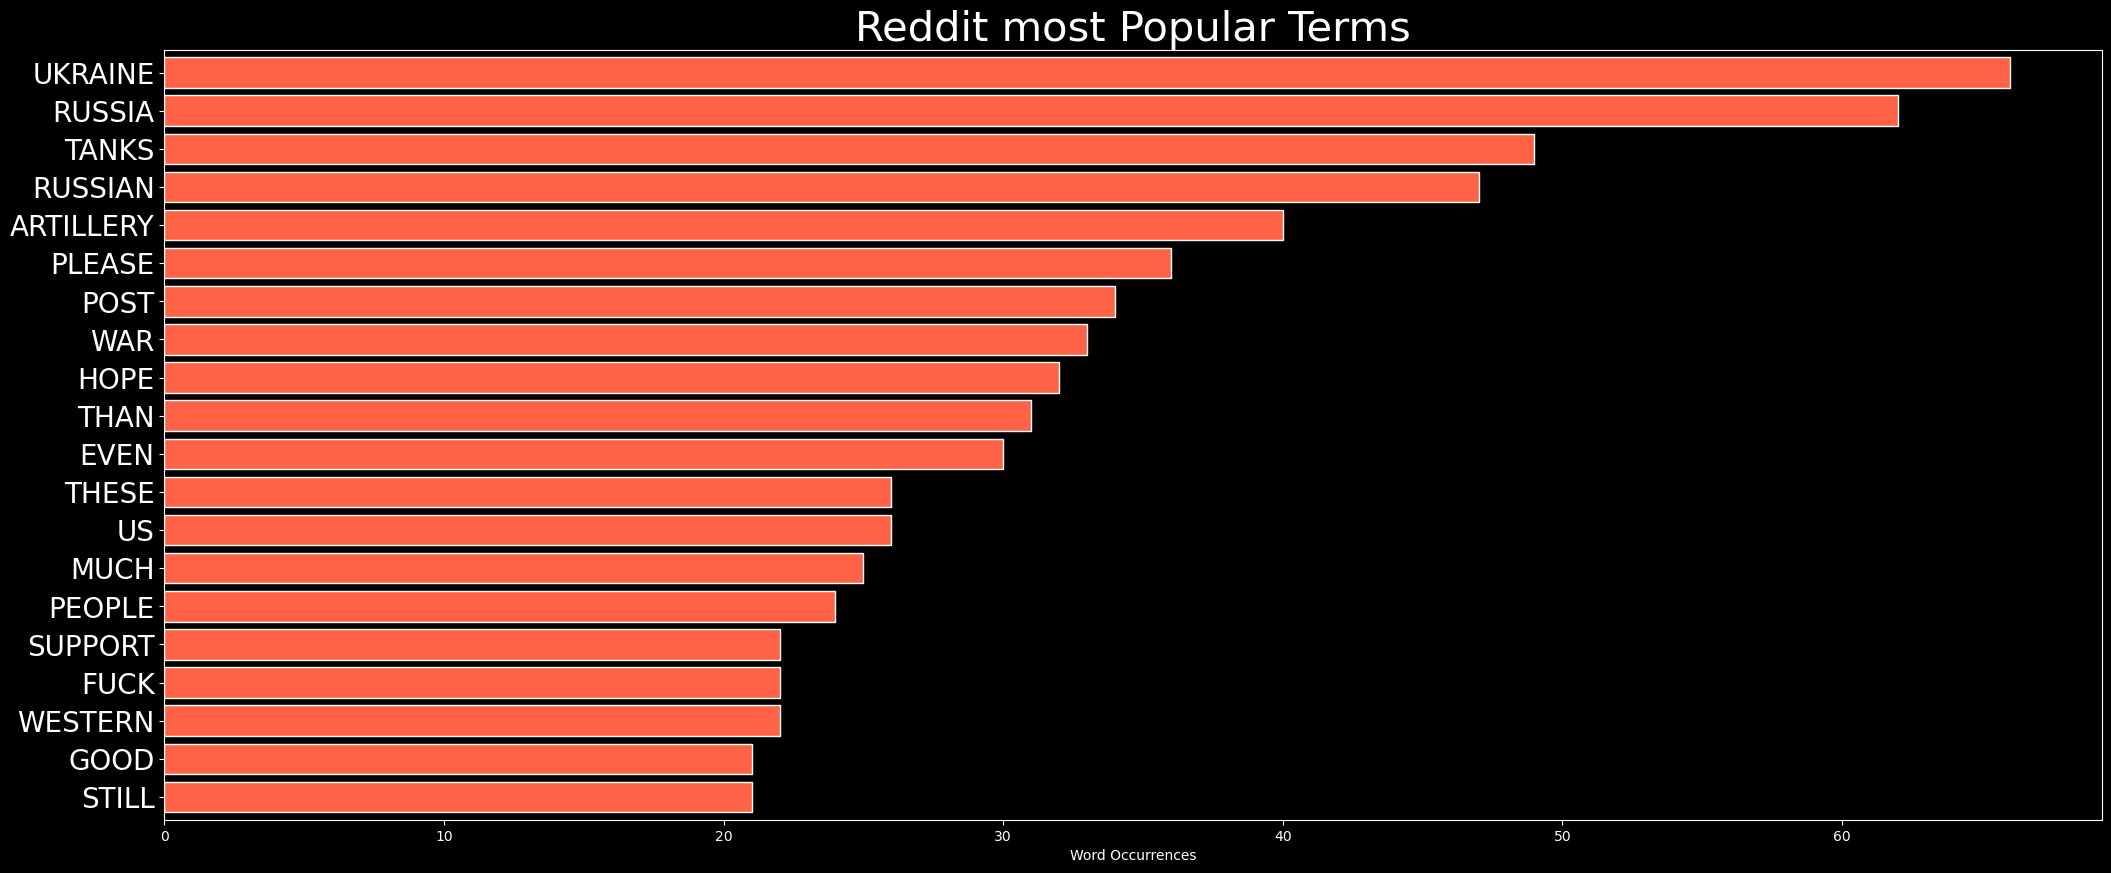 Reddit most Popular Terms
UKRAINE
RUSSIA
TANKS
RUSSIAN
ARTILLERY
PLEASE
POST
WAR
HOPE
THAN
EVEN
THESE
US
MUCH
PEOPLE
SUPPORT
FUCK
WESTERN
GOOD
STILL
0 10 20 30 40 50 60
Word Occurrences